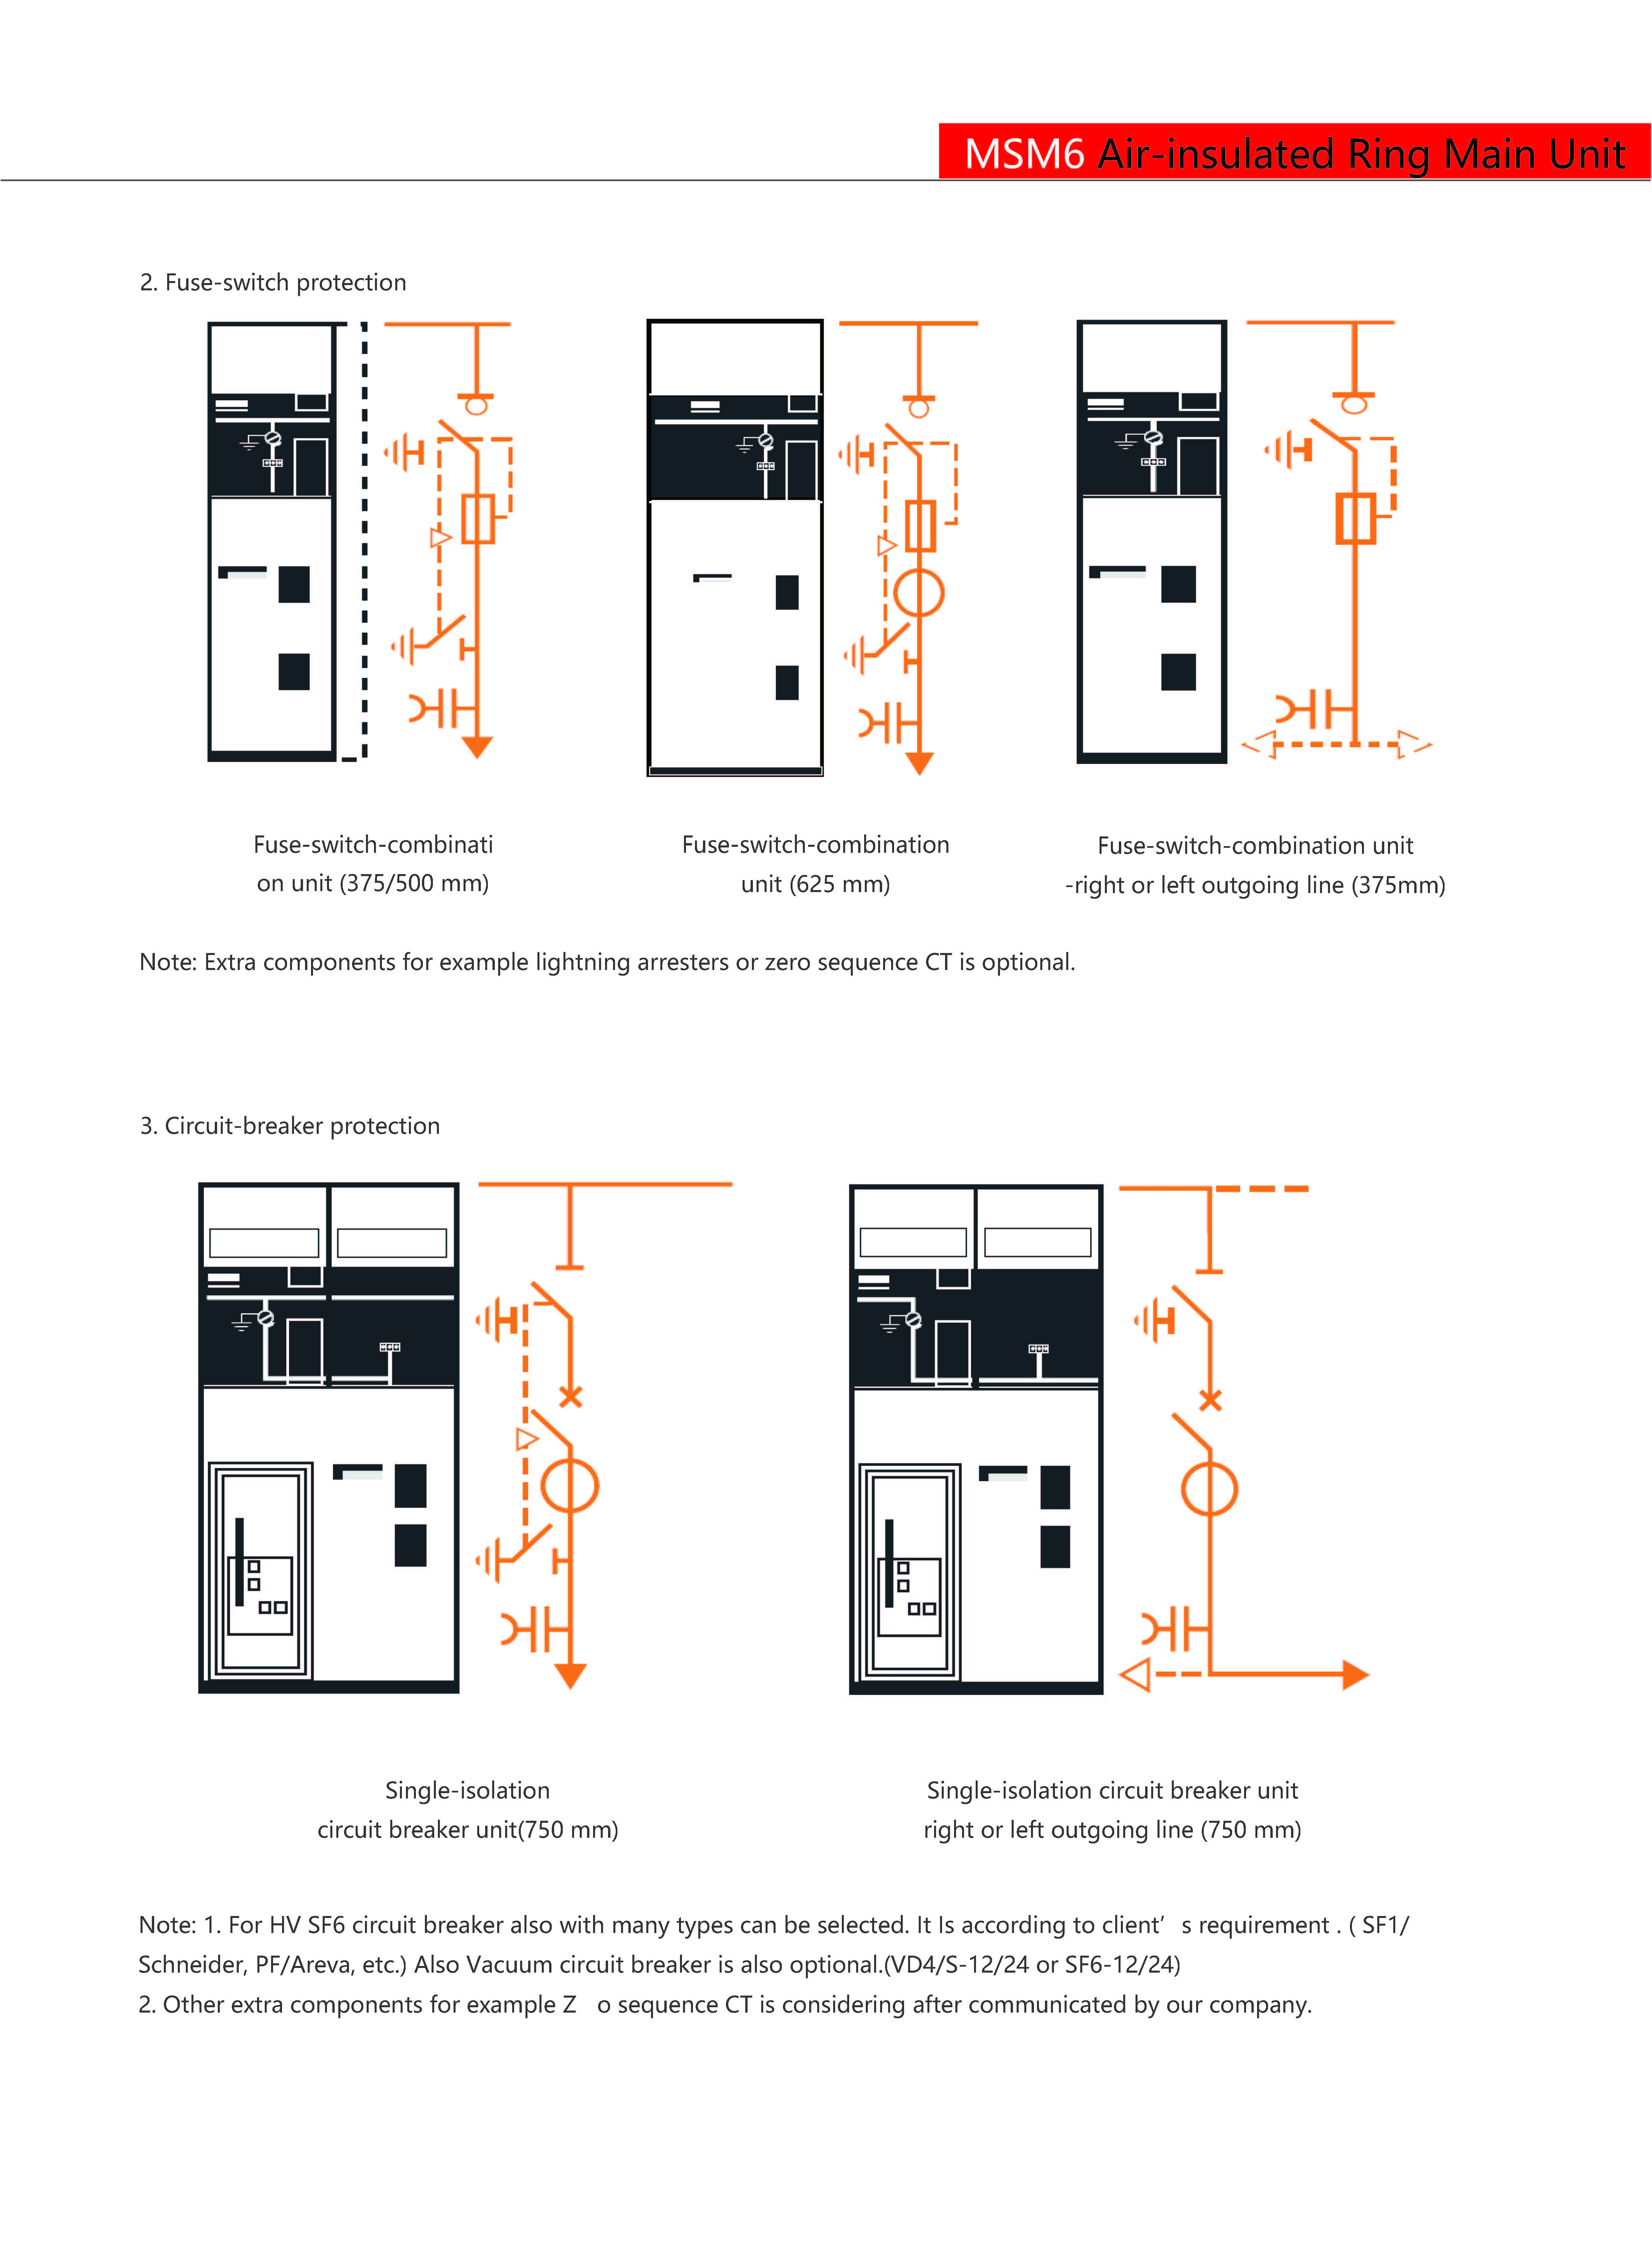 MSM6 Air-insulated Ring Main Unit
2. Fuse-switch protection
Fuse-switch-combinati
on unit (375/500 mm)
Fuse-switch-combination
unit (625 mm)
Fuse-switch-combination unit
-right or left outgoing line (375mm)
Note: Extra components for example lightning arresters or zero sequence CT is optional.
3. Circuit-breaker protection
Single-isolation
circuit breaker unit(750 mm)
Single-isolation circuit breaker unit
right or left outgoing line (750 mm)
Note: 1. For HV SF6 circuit breaker also with many types can be selected. It Is according to client’ s requirement . ( SF1/
Schneider, PF/Areva, etc.) Also Vacuum circuit breaker is also optional.(VD4/S-12/24 or SF6-12/24)
2. Other extra components for example Z o sequence CT is considering after communicated by our company.